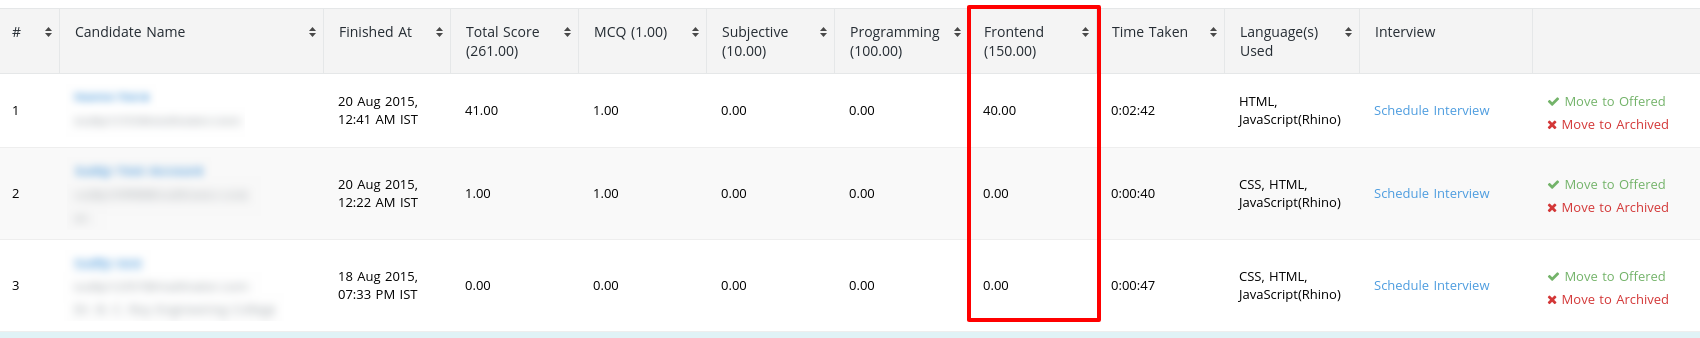 # Candidate Name Finished At Total Score (261.00) MCQ (1.00) Subjective (10.00) Programming (100.00) Frontend (150.00) Time Taken Language(s) Used Interview
1 20 Aug 2015, 12:41 AM IST 41.00 1.00 0.00 0.00 40.00 0:02:42 HTML, JavaScript(Rhino) Schedule Interview Move to Offered
Move to Archived
2 20 Aug 2015, 12:22 AM IST 1.00 1.00 0.00 0.00 0.00 0:00:40 CSS, HTML, JavaScript(Rhino) Schedule Interview Move to Offered
Move to Archived
3 18 Aug 2015, 07:33 PM IST 0.00 0.00 0.00 0.00 0.00 0:00:47 CSS, HTML, JavaScript(Rhino) Schedule Interview Move to Offered
Move to Archived